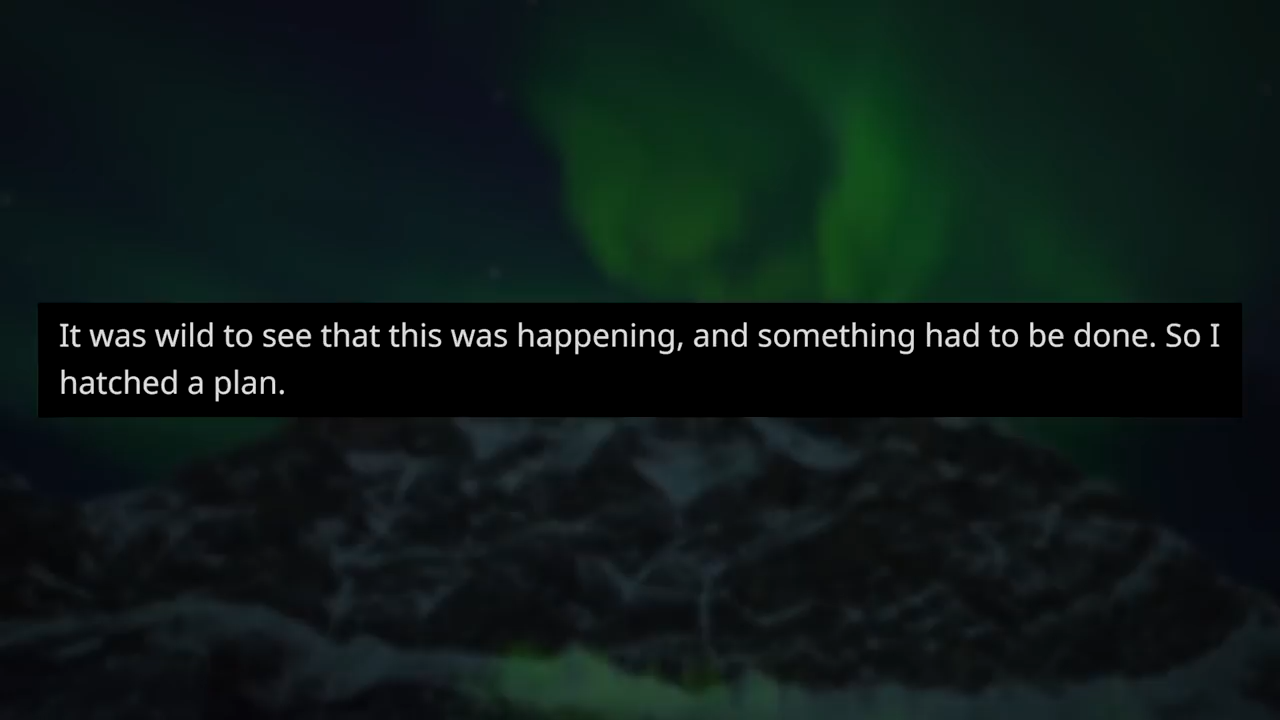 It was wild to see that this was happening, and something had to be done. So I
hatched a plan.